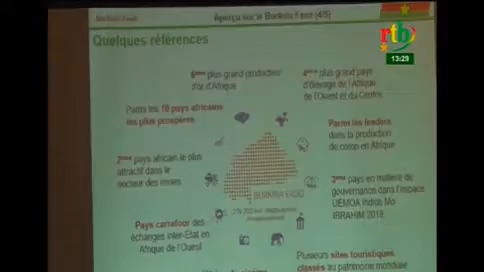 Burkina Faso
Aperçu sur le Burkina Faso (4/5)
rtb
13:29
Quelques références
6ème plus grand producteur
d'or d'Afrique
4ème plus grand pays
d'élevage de l'Afrique
de l'Ouest et du Centre
Parmi les 10 pays africains
les plus prospères
Parmi les leaders
dans la production
de coton en Afrique
2ème pays africain le plus
attractif dans le
secteur des mines
BURKINA FASO
2ème pays en matière de
gouvernance dans l'espace
UEMOA Indice Mo
IBRAHIM 2018
Pays carrefour des
échanges inter-Etat en
Afrique de l'Ouest
Plusieurs sites touristiques
classés au patrimoine mondiale